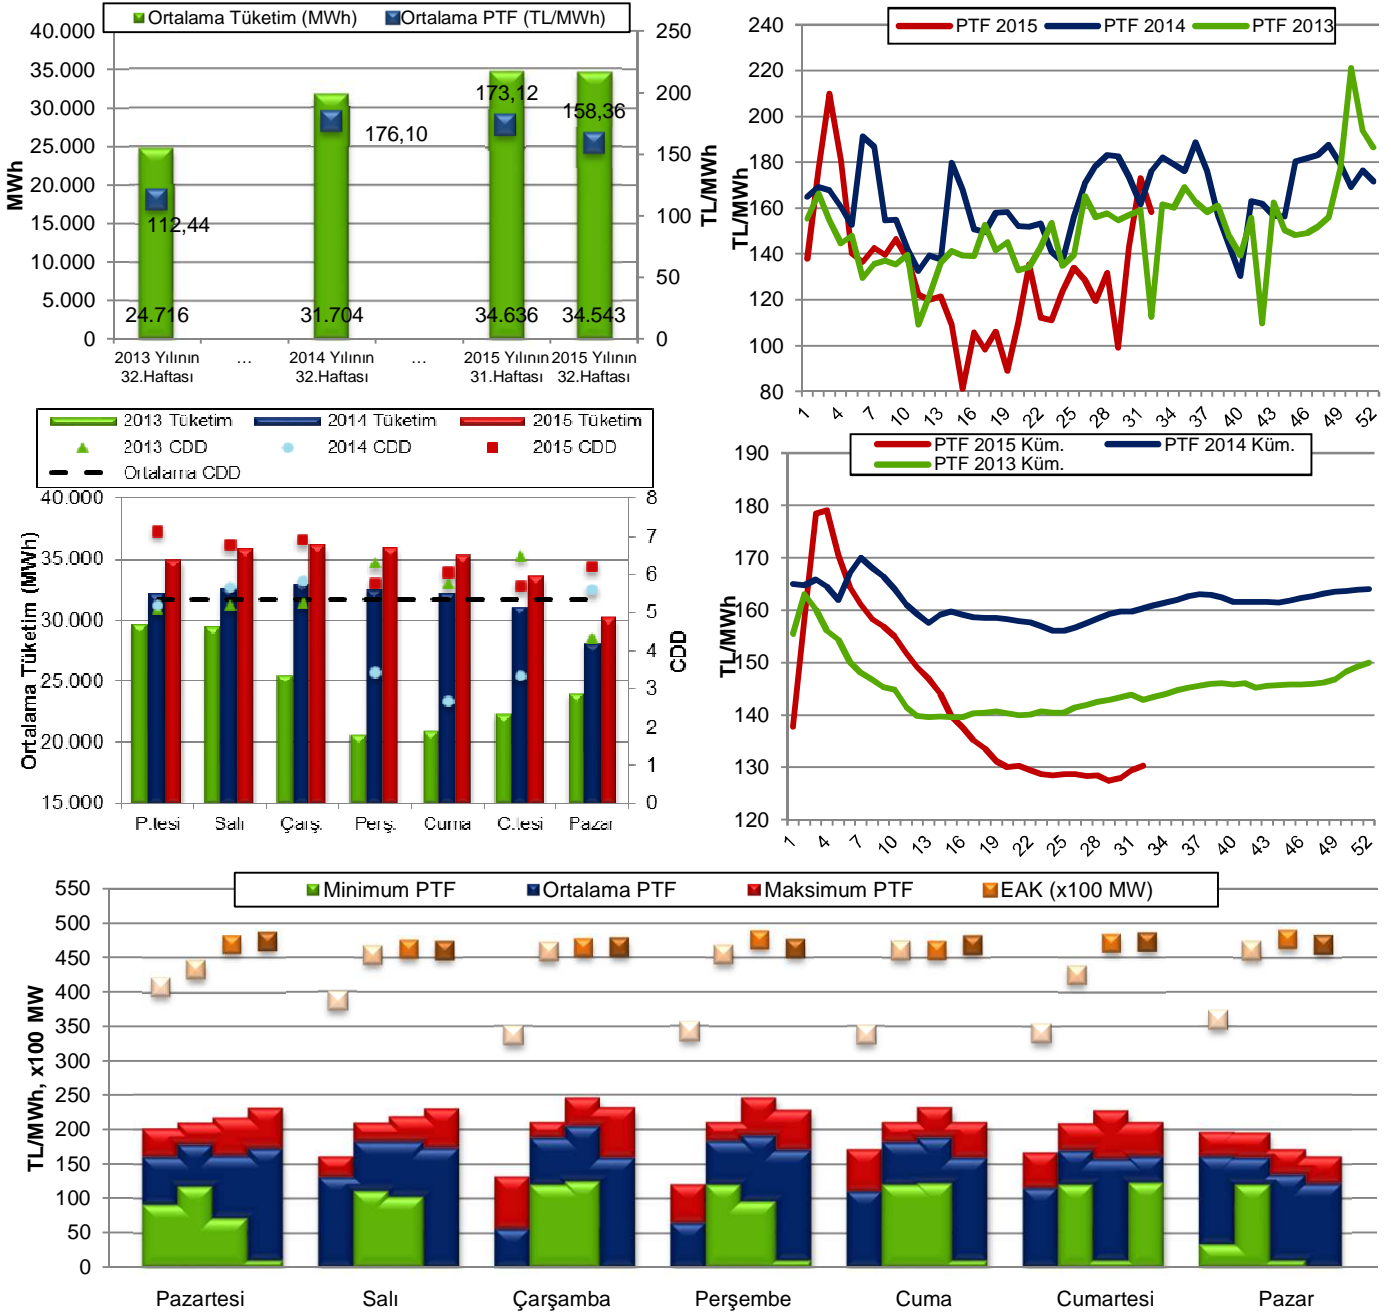 Ortalama Tüketim (MWh) Ortalama PTF (TL/MWh)
MWh
40.000
35.000
30.000
25.000
20.000
15.000
10.000
5.000
0
250
200
150
100
50
0
TL/MWh
173,12
158,36
176,10
112,44
24.716 31.704 34.636 34.543
2013 Yılının 32.Haftası
...
2014 Yılının 32.Haftası
...
2015 Yılının 31.Haftası
2015 Yılının 32.Haftası
PTF 2015 PTF 2014 PTF 2013
TL/MWh
240
220
200
180
160
140
120
100
80
1 4 7 10 13 16 19 22 25 28 31 34 37 40 43 46 49 52
2013 Tüketim 2014 Tüketim 2015 Tüketim
2013 CDD 2014 CDD 2015 CDD
Ortalama CDD
Ortalama Tüketim (MWh)
40.000
35.000
30.000
25.000
20.000
15.000
8
7
6
5
4
3
2
1
0
CDD
P.tesi Salı Çarş. Perş. Cuma C.tesi Pazar
PTF 2015 Küm. PTF 2014 Küm.
PTF 2013 Küm.
TL/MWh
190
180
170
160
150
140
130
120
1 4 7 10 13 16 19 22 25 28 31 34 37 40 43 46 49 52
Minimum PTF Ortalama PTF Maksimum PTF EAK (x100 MW)
TL/MWh, x100 MW
550
500
450
400
350
300
250
200
150
100
50
0
Pazartesi Salı Çarşamba Perşembe Cuma Cumartesi Pazar